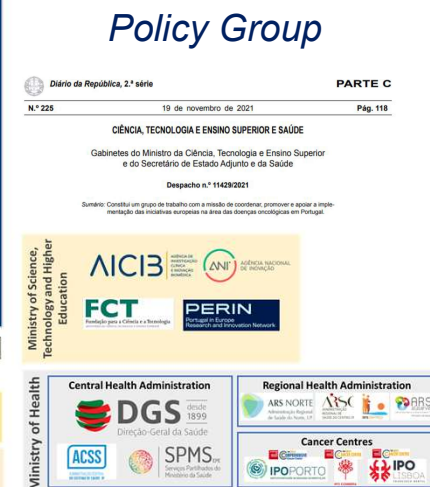 Policy Group
Diário da República, 2.ª série PARTE C
N.º 225 19 de novembro de 2021 Pág. 118
CIÊNCIA, TECNOLOGIA E ENSINO SUPERIOR E SAÚDE
Gabinetes do Ministro da Ciência, Tecnologia e Ensino Superior
e do Secretário de Estado Adjunto e da Saúde
Despacho n.º 11429/2021
Sumário: Constitui um grupo de trabalho com a missão de coordenar, promover e apoiar a imple-
mentação das iniciativas europeias na área das doenças oncológicas em Portugal.
Ministry of Science,
Technology and Higher
Education
AICIB
AGÊNCIA DE
INVESTIGAÇÃO
CLÍNICA
E INOVAÇÃO
BIOMÉDICA
ANI
AGÊNCIA NACIONAL
DE INOVAÇÃO
FCT
Fundação para a Ciência e a Tecnologia
PERIN
Portugal in Europe
Research and Innovation Network
Ministry of Health
Central Health Administration
DGS desde
1899
Direção-Geral da Saúde
ACSS
SPMS EPE
Serviços Partilhados do
Ministério da Saúde
Regional Health Administration
ARS NORTE
Administração Regional
de Saúde do Norte, I.P.
ARSC
ARS
Cancer Centres
IPOPORTO
IPO
LISBOA